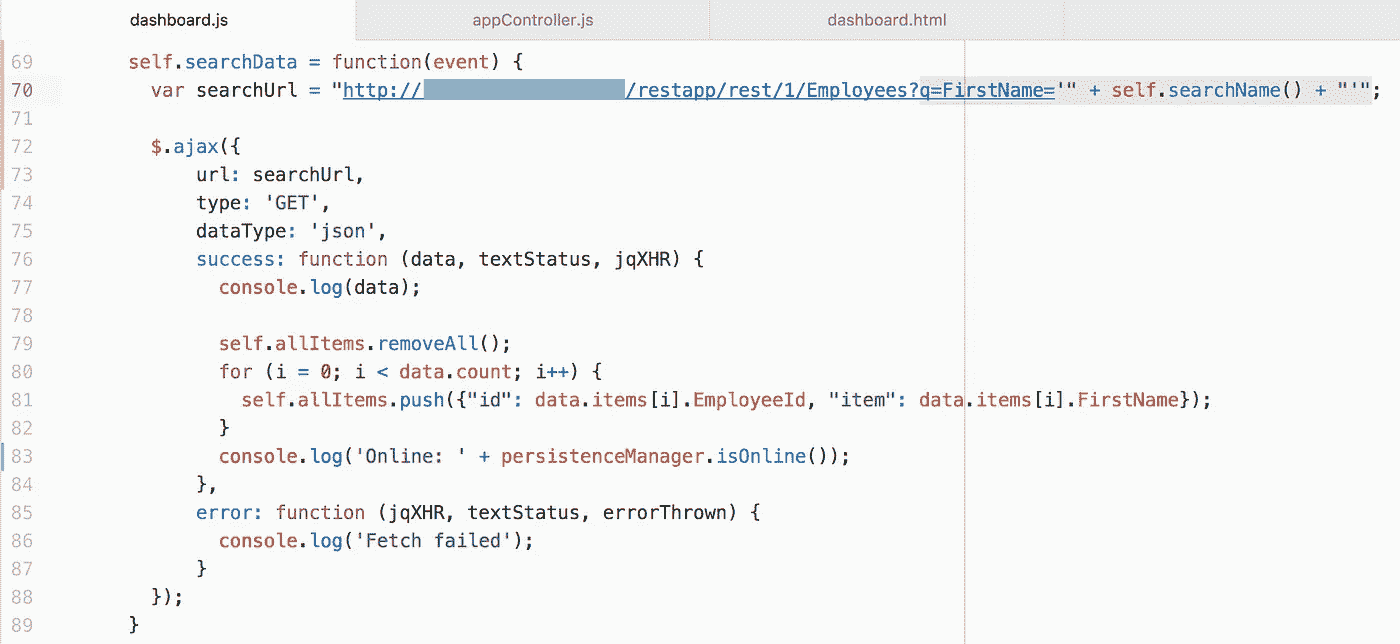 dashboard.js appController.js dashboard.html
69 self.searchData = function(event) {
70 var searchUrl = "http:// /restapp/rest/1/Employees?q=FirstName='" + self.searchName() + "'";
71
72 $.ajax({
73 url: searchUrl,
74 type: 'GET',
75 dataType: 'json',
76 success: function (data, textStatus, jqXHR) {
77 console.log(data);
78
79 self.allItems.removeAll();
80 for (i = 0; i < data.count; i++) {
81 self.allItems.push({"id": data.items[i].EmployeeId, "item": data.items[i].FirstName});
82 }
83 console.log('Online: ' + persistenceManager.isOnline());
84 },
85 error: function (jqXHR, textStatus, errorThrown) {
86 console.log('Fetch failed');
87 }
88 });
89 }